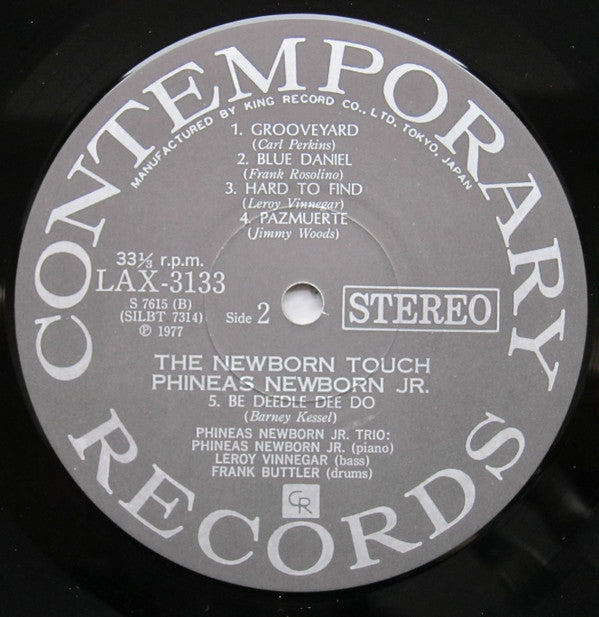 CONTEMPORARY
MANUFACTURED BY KING RECORD CO., LTD. TOKYO, JAPAN
1. GROOVEYARD
(Carl Perkins)
2. BLUE DANIEL
(Frank Rosolino)
3. HARD TO FIND
(Leroy Vinnegar)
4. PAZMUERTE
(Jimmy Woods)
33⅓ r.p.m.
LAX-3133
S 7615 (B)
(SILBT 7314)
Ⓟ 1977
Side 2
STEREO
THE NEWBORN TOUCH
PHINEAS NEWBORN JR.
5. BE DEEDLE DEE DO
(Barney Kessel)
PHINEAS NEWBORN JR. TRIO:
PHINEAS NEWBORN JR. (piano)
LEROY VINNEGAR (bass)
FRANK BUTTLER (drums)
CR
RECORDS